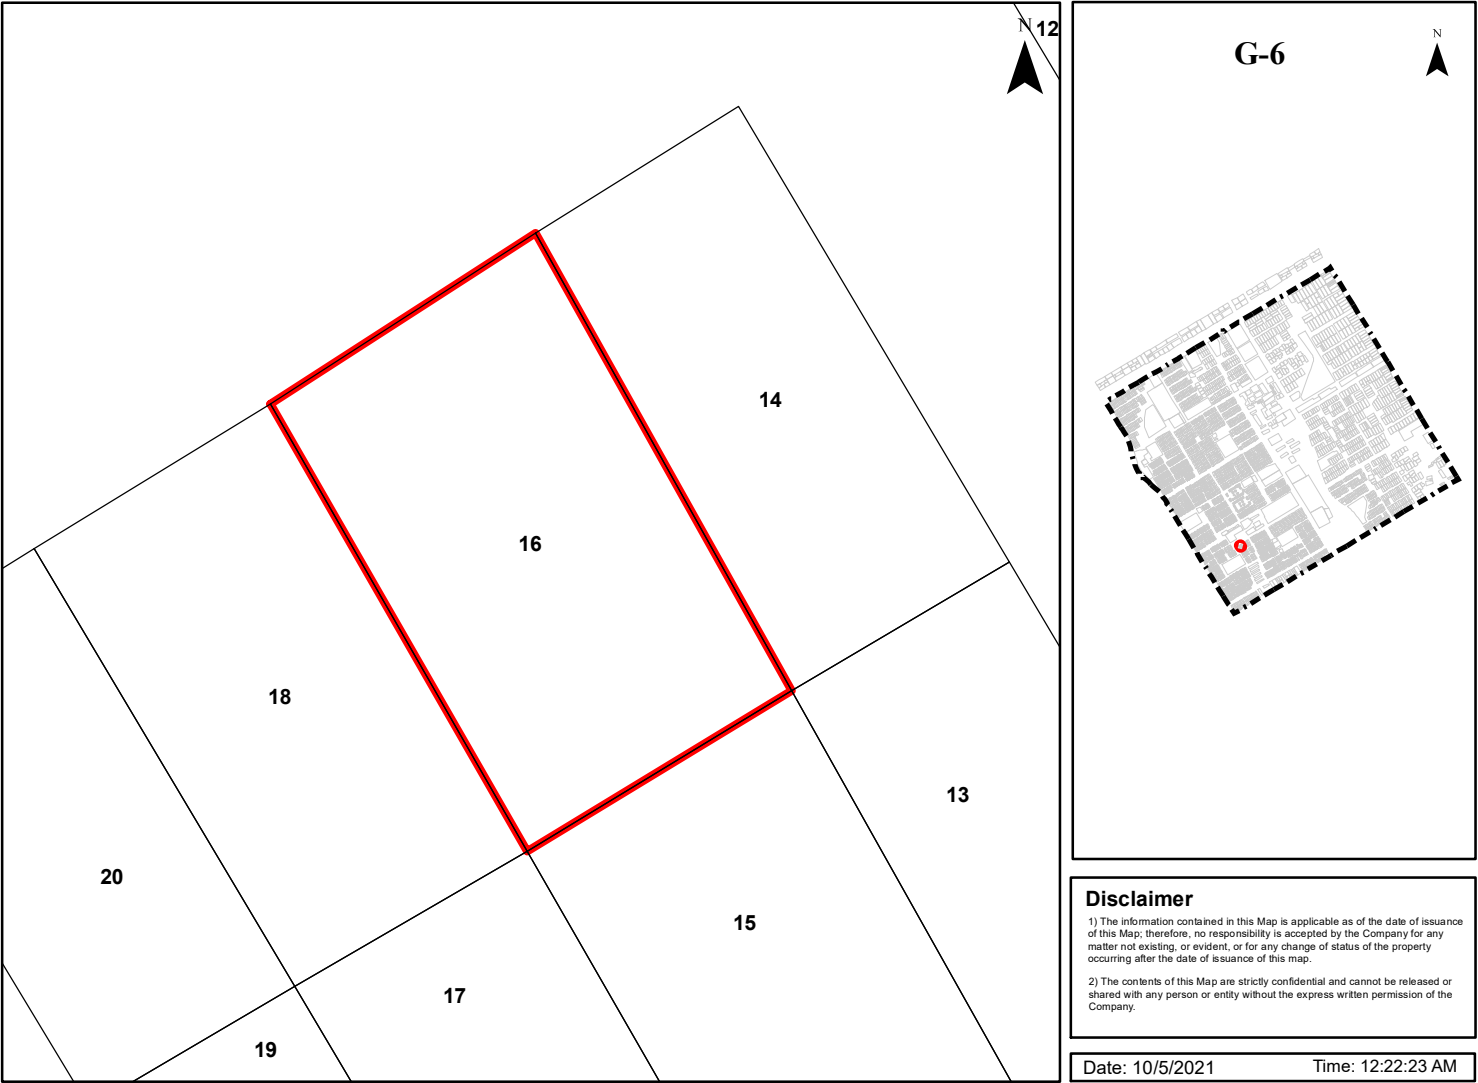 N
12
14
16
18
13
20
15
17
19
G-6
N
Disclaimer
1) The information contained in this Map is applicable as of the date of issuance
of this Map; therefore, no responsibility is accepted by the Company for any
matter not existing, or evident, or for any change of status of the property
occurring after the date of issuance of this map.
2) The contents of this Map are strictly confidential and cannot be released or
shared with any person or entity without the express written permission of the
Company.
Date: 10/5/2021
Time: 12:22:23 AM